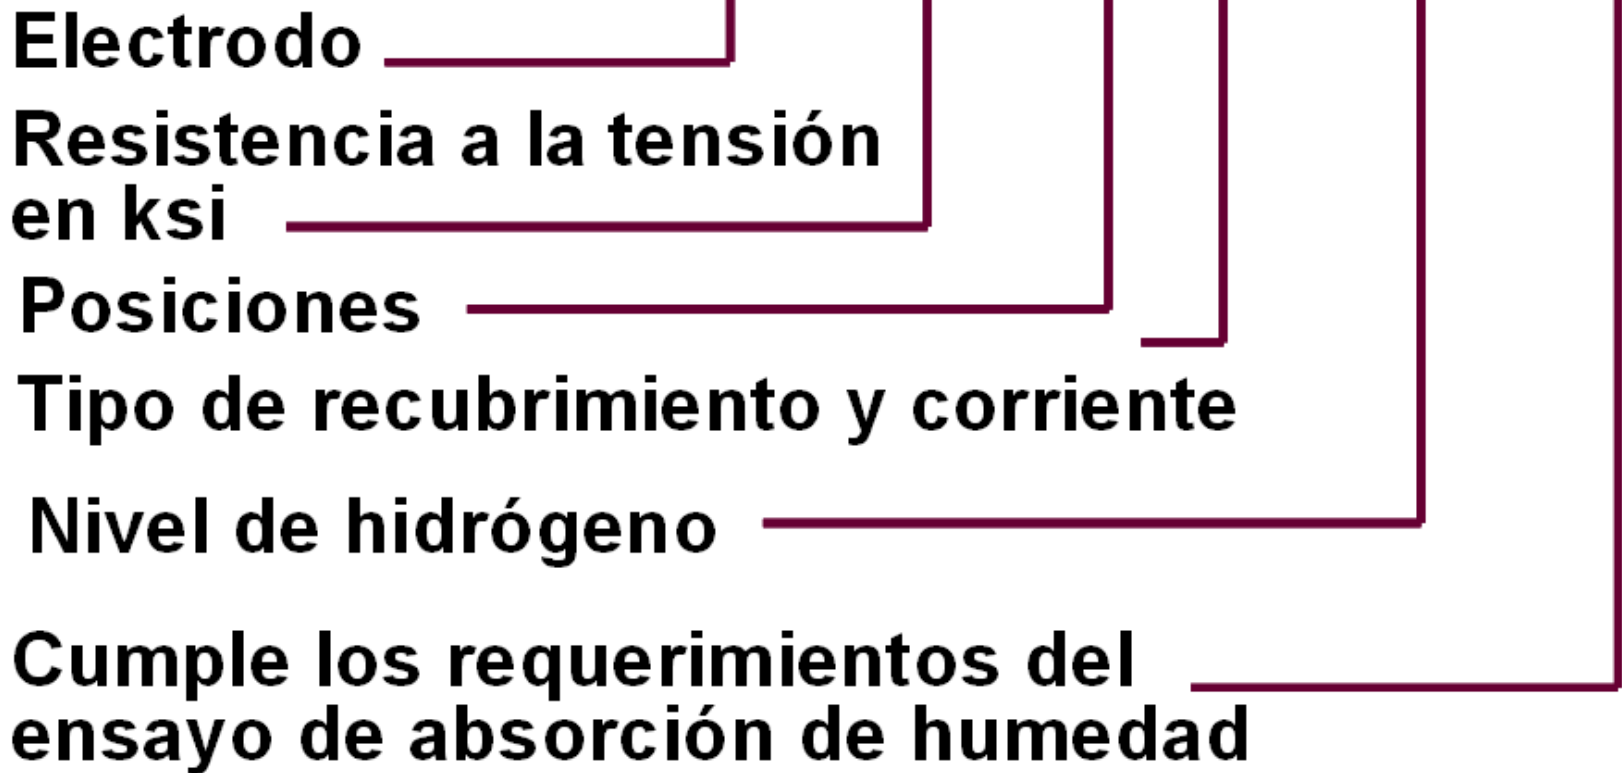 Electrodo
Resistencia a la tensión
en ksi
Posiciones
Tipo de recubrimiento y corriente
Nivel de hidrógeno
Cumple los requerimientos del
ensayo de absorción de humedad